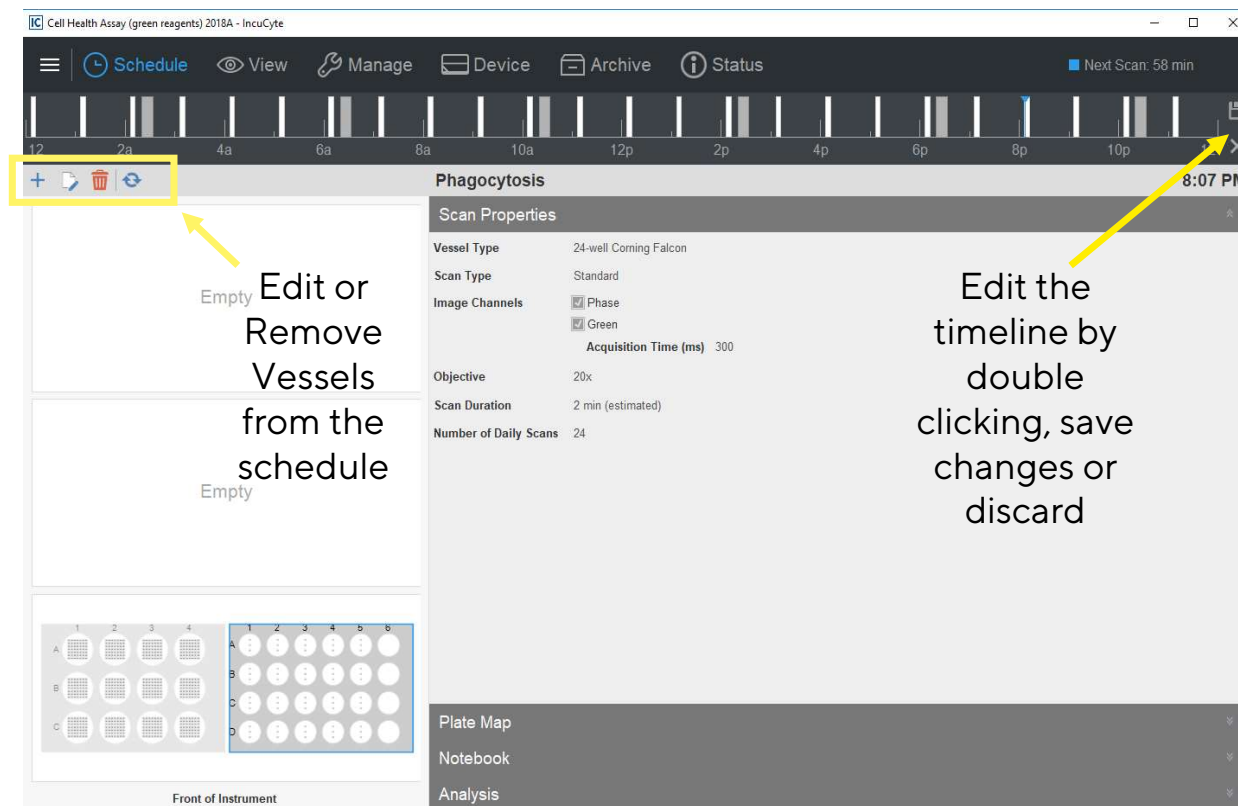 IC Cell Health Assay (green reagents) 2018A - IncuCyte
Schedule View Manage Device Archive Status Next Scan: 58 min
12 2a 4a 6a 8a 10a 12p 2p 4p 6p 8p 10p
Phagocytosis 8:07 PM
Scan Properties
Vessel Type 24-well Corning Falcon
Scan Type Standard
Image Channels Phase
Green
Acquisition Time (ms) 300
Objective 20x
Scan Duration 2 min (estimated)
Number of Daily Scans 24
Empty
Edit or
Remove
Vessels
from the
schedule
Empty
Edit the
timeline by
double
clicking, save
changes or
discard
1 2 3 4
A
B
C
1 2 3 4 5 6
A
B
C
D
Front of Instrument
Plate Map
Notebook
Analysis